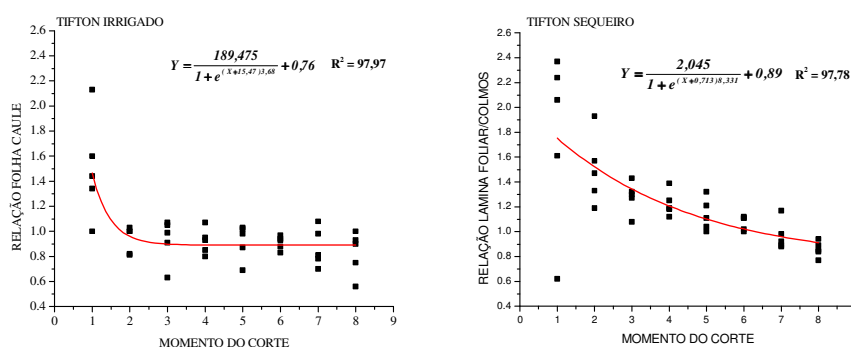 TIFTON IRRIGADO
2.6
2.4
2.2
2.0
1.8
1.6
1.4
1.2
1.0
0.8
0.6
0.4
RELAÇÃO FOLHA CAULE
Y = 189,475 / 1 + e^(X+15,47)3,68 + 0,76 R² = 97,97
0 1 2 3 4 5 6 7 8 9
MOMENTO DO CORTE
TIFTON SEQUEIRO
2.6
2.4
2.2
2.0
1.8
1.6
1.4
1.2
1.0
0.8
0.6
0.4
RELAÇÃO LAMINA FOLIAR/COLMOS
Y = 2,045 / 1 + e^(X+0,713)8,331 + 0,89 R² = 97,78
0 1 2 3 4 5 6 7 8
MOMENTO DO CORTE